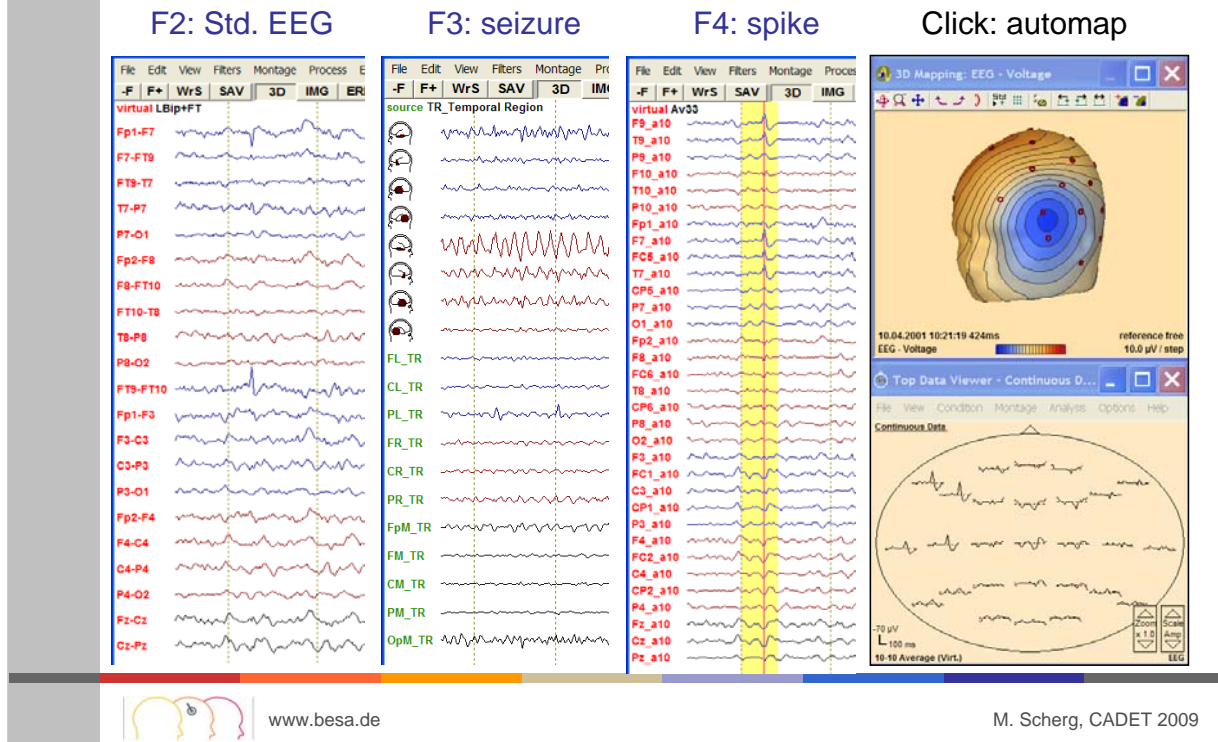 F2: Std. EEG
F3: seizure
F4: spike
Click: automap
File Edit View Filters Montage Process E
-F F+ WrS SAV 3D IMG ER
virtual LBip+FT
Fp1-F7
F7-FT9
FT9-T7
T7-P7
P7-O1
Fp2-F8
F8-FT10
FT10-T8
T8-P8
P8-O2
FT9-FT10
Fp1-F3
F3-C3
C3-P3
P3-O1
Fp2-F4
F4-C4
C4-P4
P4-O2
Fz-Cz
Cz-Pz
File Edit View Filters Montage Pro
-F F+ WrS SAV 3D IM
source TR_Temporal Region
FL_TR
CL_TR
PL_TR
FR_TR
CR_TR
PR_TR
FpM_TR
FM_TR
CM_TR
PM_TR
OpM_TR
File Edit View Filters Montage Proces
-F F+ WrS SAV 3D IMG
virtual Av33
F9_a10
T9_a10
P9_a10
F10_a10
T10_a10
P10_a10
Fp1_a10
F7_a10
FC5_a10
T7_a10
CP5_a10
P7_a10
O1_a10
Fp2_a10
F8_a10
FC6_a10
T8_a10
CP6_a10
P8_a10
O2_a10
F3_a10
FC1_a10
C3_a10
CP1_a10
P3_a10
F4_a10
FC2_a10
C4_a10
CP2_a10
P4_a10
Fz_a10
Cz_a10
Pz_a10
3D Mapping: EEG - Voltage
10.04.2001 10:21:19 424ms
reference free
EEG - Voltage
10.0 µV / step
Top Data Viewer - Continuous D...
File View Condition Montage Analysis Options Help
Continuous Data
-70 µV
100 ms
Zoom
x 1.0
Scale
Amp
10-10 Average (Virt.)
EEG
www.besa.de
M. Scherg, CADET 2009